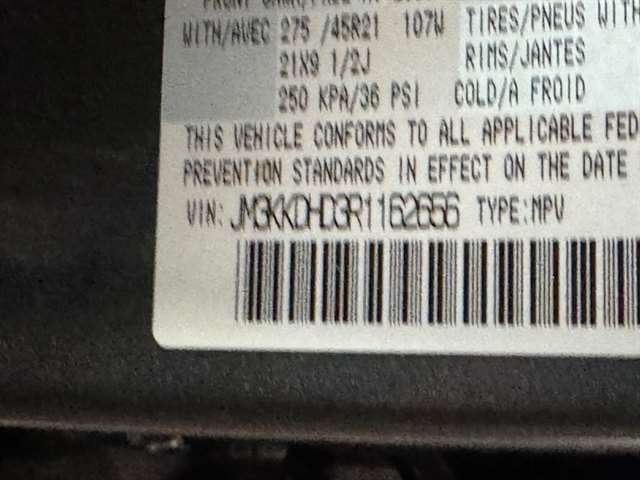 WITH/AVEC 275 /45R21 107W TIRES/PNEUS WITH
21X9 1/2J RIMS/JANTES
250 KPA/36 PSI COLD/A FROID
THIS VEHICLE CONFORMS TO ALL APPLICABLE FED
PREVENTION STANDARDS IN EFFECT ON THE DATE
VIN: JM3KKDHD3R1162656 TYPE:MPV